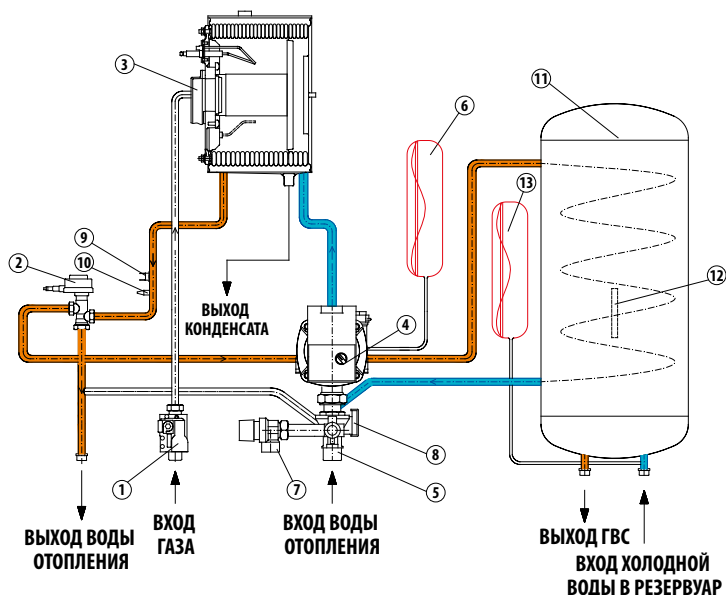 3
6
11
13
9
2
10
12
4
ВЫХОД
КОНДЕНСАТА
8
1
7
5
ВЫХОД ВОДЫ
ОТОПЛЕНИЯ
ВХОД
ГАЗА
ВХОД ВОДЫ
ОТОПЛЕНИЯ
ВЫХОД ГВС
ВХОД ХОЛОДНОЙ
ВОДЫ В РЕЗЕРВУАР